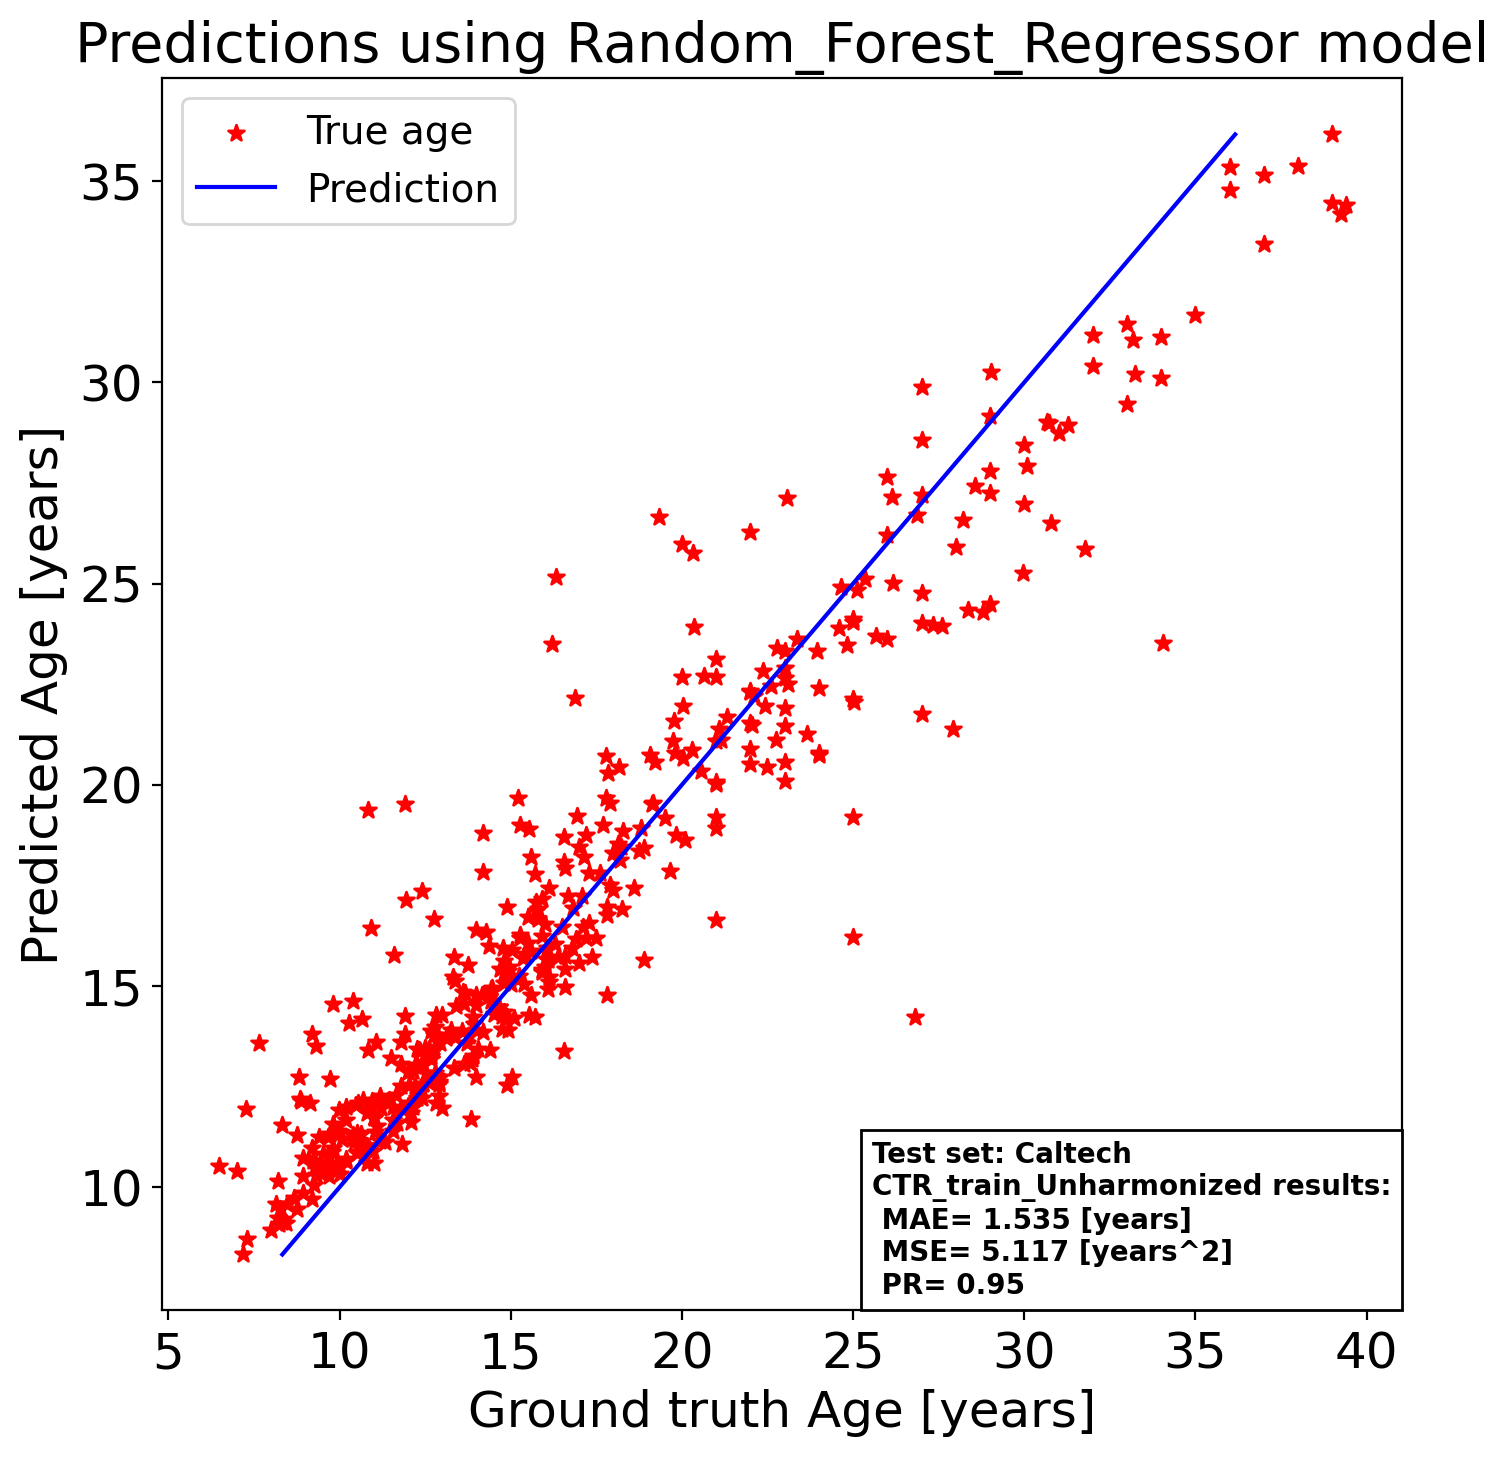 Predictions using Random_Forest_Regressor model
True age
Prediction
Predicted Age [years]
35
30
25
20
15
10
Test set: Caltech
CTR_train_Unharmonized results:
MAE= 1.535 [years]
MSE= 5.117 [years^2]
PR= 0.95
5 10 15 20 25 30 35 40
Ground truth Age [years]